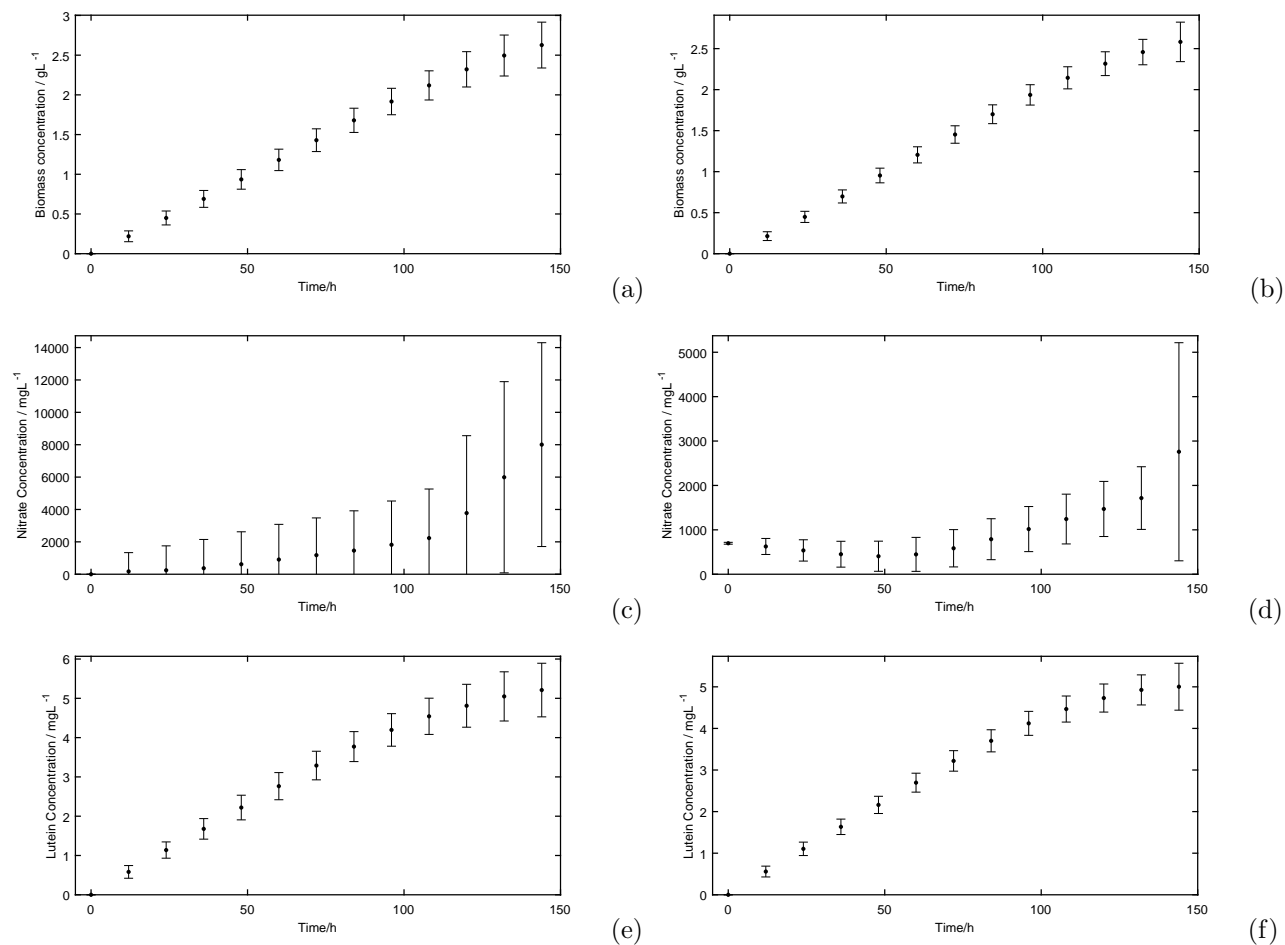 3
2.5
2
1.5
1
0.5
0
Biomass concentration / gL -1
0 50 100 150
Time/h
(a)
2.5
2
1.5
1
0.5
0
Biomass concentration / gL -1
0 50 100 150
Time/h
(b)
14000
12000
10000
8000
6000
4000
2000
0
Nitrate Concentration / mgL -1
0 50 100 150
Time/h
(c)
5000
4000
3000
2000
1000
0
Nitrate Concentration / mgL -1
0 50 100 150
Time/h
(d)
6
5
4
3
2
1
0
Lutein Concentration / mgL -1
0 50 100 150
Time/h
(e)
5
4
3
2
1
0
Lutein Concentration / mgL -1
0 50 100 150
Time/h
(f)